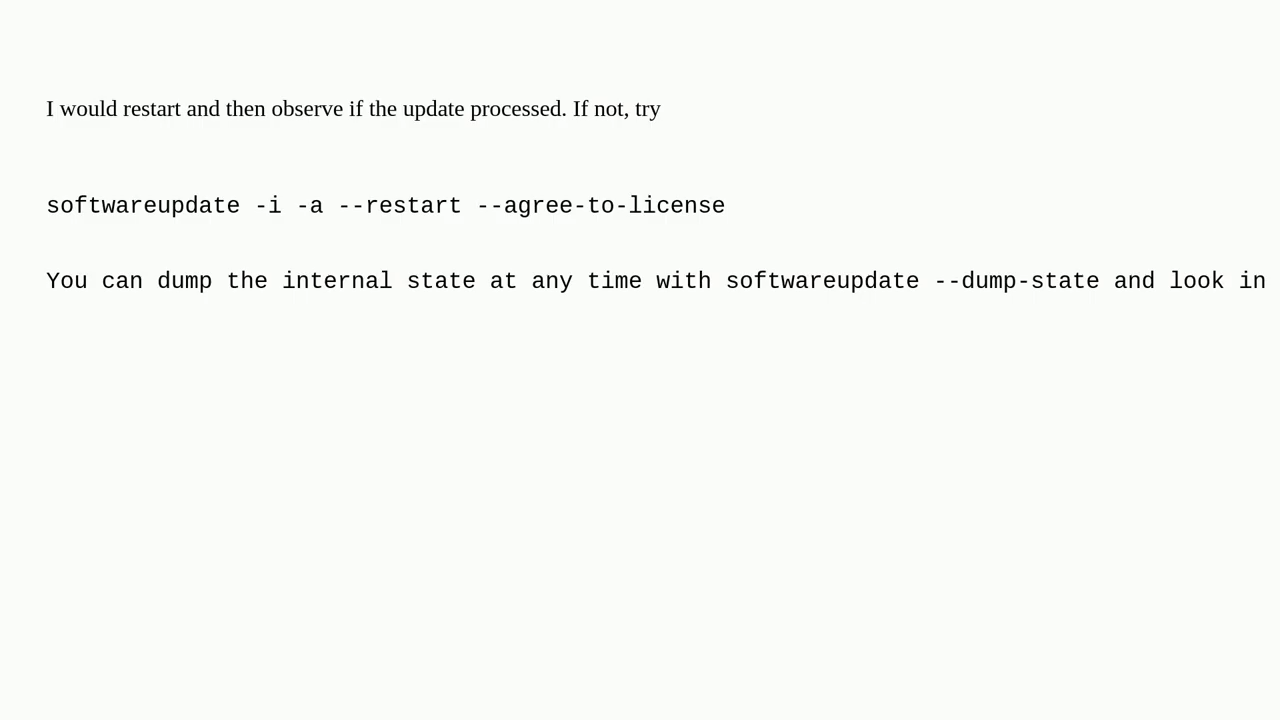 I would restart and then observe if the update processed. If not, try
softwareupdate -i -a --restart --agree-to-license
You can dump the internal state at any time with softwareupdate --dump-state and look in